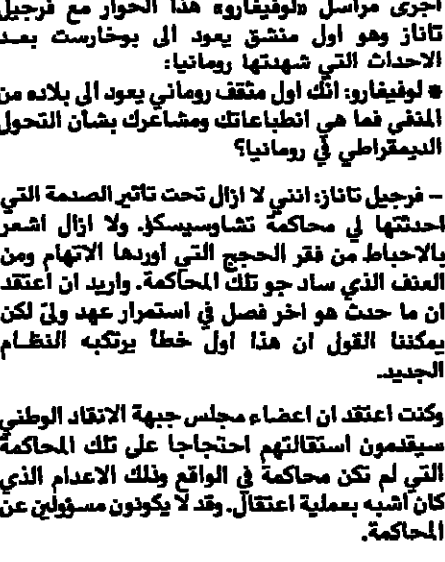 اجرى مراسل «لوفيغارو» هذا الحوار مع فرجيل
تاناز وهو اول منشق يعود الى بوخارست بعد
الاحداث التي شهدتها رومانيا:
* لوفيغارو: انك اول مثقف روماني يعود الى بلاده من
المنفى فما هي انطباعاتك ومشاعرك بشأن التحول
الديمقراطي في رومانيا؟
– فرجيل تاناز: انني لا ازال تحت تأثير الصدمة التي
احدثتها لي محاكمة تشاوسيسكو. ولا ازال اشعر
بالاحباط من فقر الحجج التي اوردها الاتهام ومن
العنف الذي ساد جو تلك المحاكمة. واريد ان اعتقد
ان ما حدث هو اخر فصل في استمرار عهد ولىّ لكن
يمكننا القول ان هذا اول خطأ يرتكبه النظام
الجديد.
وكنت اعتقد ان اعضاء مجلس جبهة الانقاد الوطني
سيقدمون استقالتهم احتجاجا على تلك المحاكمة
التي لم تكن محاكمة في الواقع وذلك الاعدام الذي
كان أشبه بعملية اعتقال. وقد لا يكونون مسؤولين عن
المحاكمة.